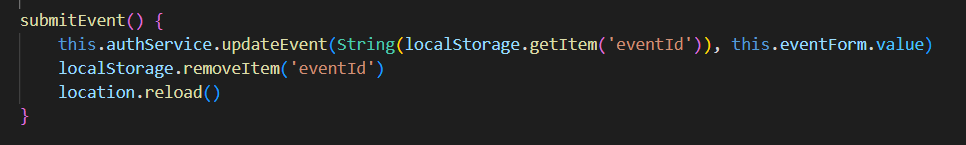 submitEvent() {
this.authService.updateEvent(String(localStorage.getItem('eventId')), this.eventForm.value)
localStorage.removeItem('eventId')
location.reload()
}